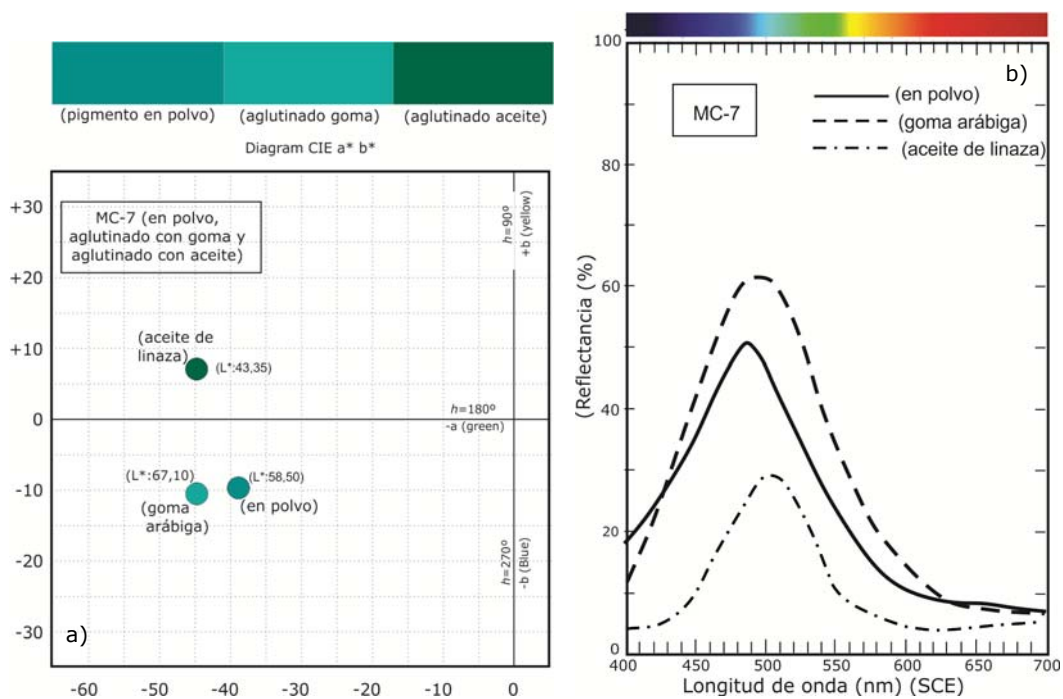 (pigmento en polvo)
(aglutinado goma)
(aglutinado aceite)
Diagram CIE a* b*
+30
+20
+10
0
-10
-20
-30
MC-7 (en polvo,
aglutinado con goma y
aglutinado con aceite)
h=90º
+b (yellow)
(aceite de
linaza)
(L*:43,35)
h=180º
-a (green)
(L*:67,10)
(L*:58,50)
(goma
arábiga)
(en polvo)
h=270º
-b (Blue)
a)
-60
-50
-40
-30
-20
-10
0
b)
MC-7
(en polvo)
(goma arábiga)
(aceite de linaza)
(Reflectancia (%)
100
80
60
40
20
0
400
450
500
550
600
650
700
Longitud de onda (nm) (SCE)